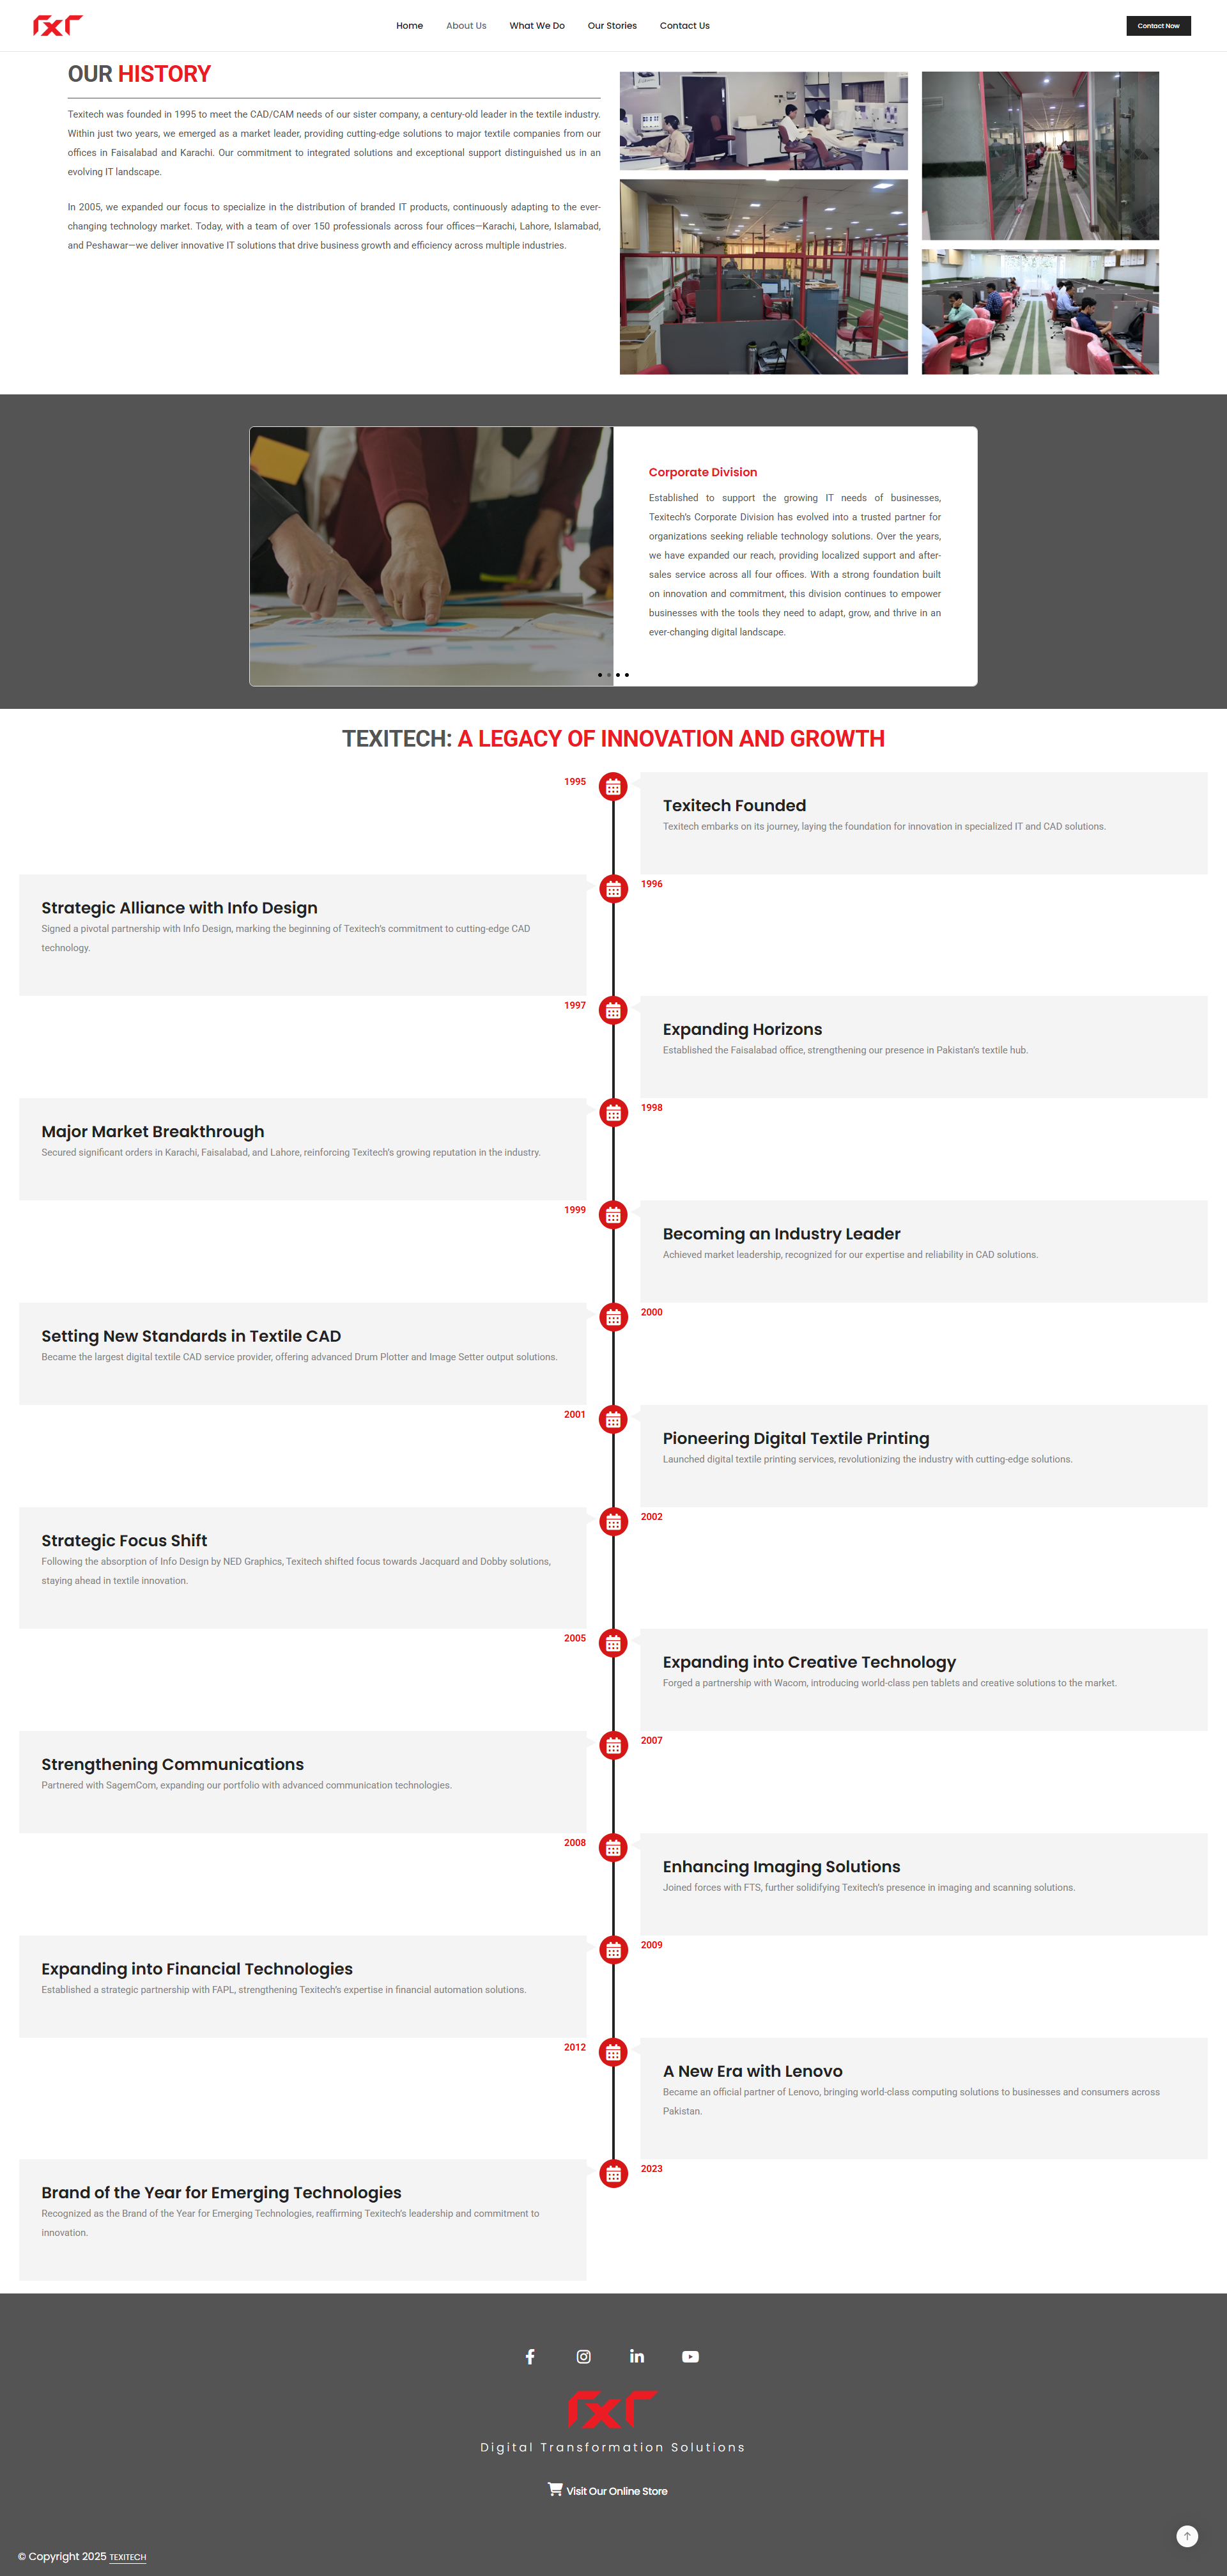 Home About Us What We Do Our Stories Contact Us Contact Now
OUR HISTORY
Texitech was founded in 1995 to meet the CAD/CAM needs of our sister company, a century-old leader in the textile industry.
Within just two years, we emerged as a market leader, providing cutting-edge solutions to major textile companies from our
offices in Faisalabad and Karachi. Our commitment to integrated solutions and exceptional support distinguished us in an
evolving IT landscape.
In 2005, we expanded our focus to specialize in the distribution of branded IT products, continuously adapting to the ever-
changing technology market. Today, with a team of over 150 professionals across four offices—Karachi, Lahore, Islamabad,
and Peshawar—we deliver innovative IT solutions that drive business growth and efficiency across multiple industries.
Corporate Division
Established to support the growing IT needs of businesses,
Texitech's Corporate Division has evolved into a trusted partner for
organizations seeking reliable technology solutions. Over the years,
we have expanded our reach, providing localized support and after-
sales service across all four offices. With a strong foundation built
on innovation and commitment, this division continues to empower
businesses with the tools they need to adapt, grow, and thrive in an
ever-changing digital landscape.
TEXITECH: A LEGACY OF INNOVATION AND GROWTH
1995
Texitech Founded
Texitech embarks on its journey, laying the foundation for innovation in specialized IT and CAD solutions.
1996
Strategic Alliance with Info Design
Signed a pivotal partnership with Info Design, marking the beginning of Texitech's commitment to cutting-edge CAD
technology.
1997
Expanding Horizons
Established the Faisalabad office, strengthening our presence in Pakistan's textile hub.
1998
Major Market Breakthrough
Secured significant orders in Karachi, Faisalabad, and Lahore, reinforcing Texitech's growing reputation in the industry.
1999
Becoming an Industry Leader
Achieved market leadership, recognized for our expertise and reliability in CAD solutions.
2000
Setting New Standards in Textile CAD
Became the largest digital textile CAD service provider, offering advanced Drum Plotter and Image Setter output solutions.
2001
Pioneering Digital Textile Printing
Launched digital textile printing services, revolutionizing the industry with cutting-edge solutions.
2002
Strategic Focus Shift
Following the absorption of Info Design by NED Graphics, Texitech shifted focus towards Jacquard and Dobby solutions,
staying ahead in textile innovation.
2005
Expanding into Creative Technology
Forged a partnership with Wacom, introducing world-class pen tablets and creative solutions to the market.
2007
Strengthening Communications
Partnered with SagemCom, expanding our portfolio with advanced communication technologies.
2008
Enhancing Imaging Solutions
Joined forces with FTS, further solidifying Texitech's presence in imaging and scanning solutions.
2009
Expanding into Financial Technologies
Established a strategic partnership with FAPL, strengthening Texitech's expertise in financial automation solutions.
2012
A New Era with Lenovo
Became an official partner of Lenovo, bringing world-class computing solutions to businesses and consumers across
Pakistan.
2023
Brand of the Year for Emerging Technologies
Recognized as the Brand of the Year for Emerging Technologies, reaffirming Texitech's leadership and commitment to
innovation.
Digital Transformation Solutions
Visit Our Online Store
© Copyright 2025 TEXITECH